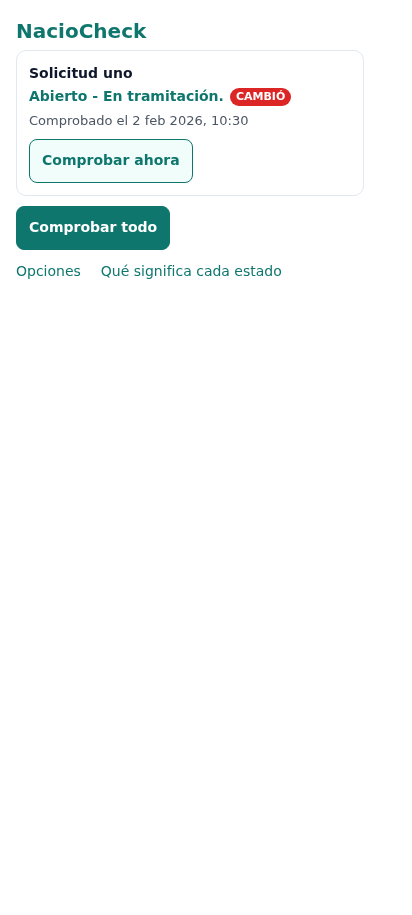 NacioCheck
Solicitud uno
Abierto - En tramitación. CAMBIÓ
Comprobado el 2 feb 2026, 10:30
Comprobar ahora
Comprobar todo
Opciones Qué significa cada estado